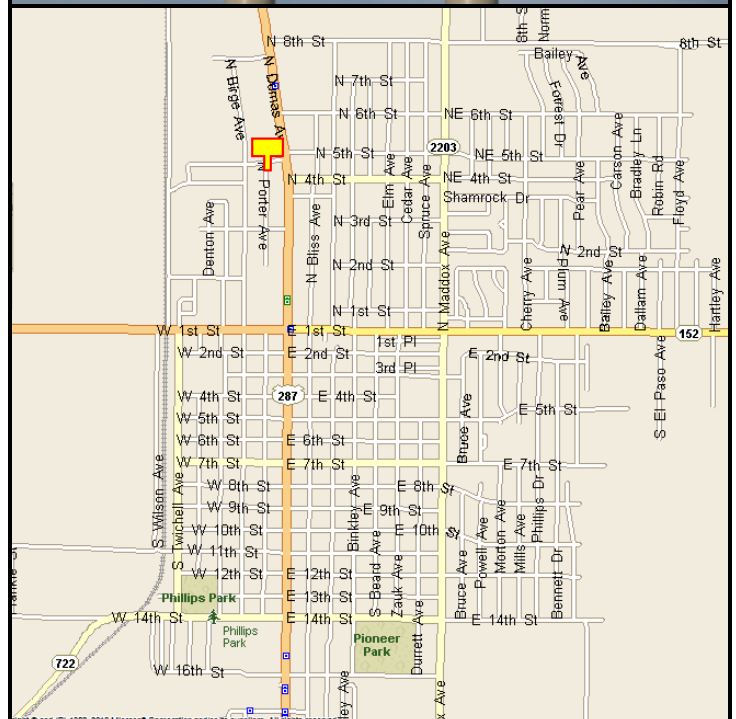 N 8th St
8th St
8th S
Norm
Bailey Ave
N Dumas Av
N Birge Ave
N 7th St
Forrest Dr
N 6th St
NE 6th St
2203
Carson Ave
Bradley Ln
N 5th St
NE 5th St
Robin Rd
N 4th St
NE 4th St
Elm Ave
Cedar Ave
Spruce Ave
Shamrock Dr
Pear Ave
Floyd Ave
N Porter Ave
Denton Ave
N Bliss Ave
N 3rd St
N Maddox Ave
N 2nd St
N 2nd St
Cherry Ave
Plum Ave
Bailey Ave
Dallam Ave
Hartley Ave
N 1st St
W 1st St
E 1st St
152
1st Pl
W 2nd St
E 2nd St
E 2nd St
3rd Pl
S El Paso Ave
W 4th St
287
E 4th St
Bruce Ave
E 5th St
W 5th St
W 6th St
E 6th St
W 7th St
E 7th St
E 7th St
S Wilson Ave
S Twichell Ave
W 8th St
E 8th St
Phillips Dr
W 9th St
E 9th St
Binkley Ave
W 10th St
E 10th St
Powell Ave
Morton Ave
Mills Ave
W 11th St
S Beard Ave
Zauk Ave
Bruce Ave
Bennett Dr
W 12th St
E 12th St
Phillips Park
E 13th St
W 14th St
E 14th St
E 14th St
Phillips
Park
Pioneer
Park
Durrett Ave
722
W 16th St
ley Ave
x Ave